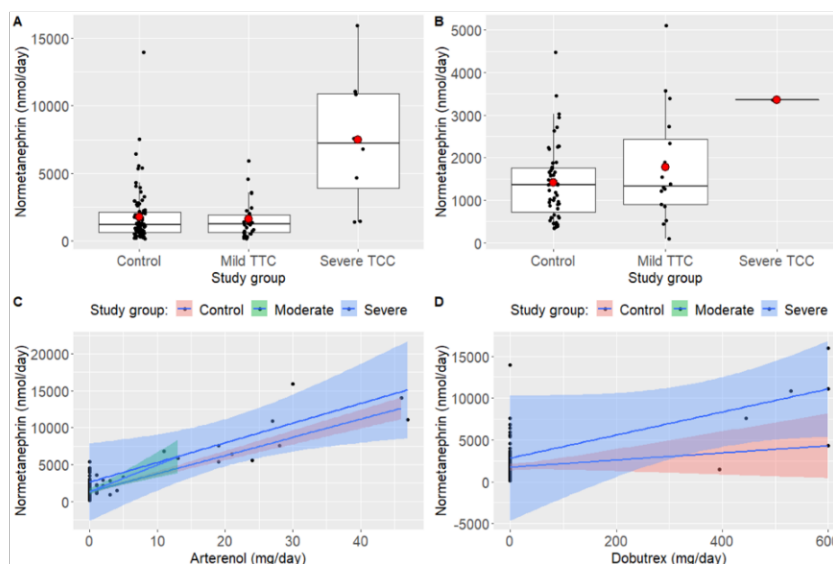 A
Normetanephrin (nmol/day)
15000
10000
5000
0
Control
Mild TTC
Severe TCC
Study group
B
Normetanephrin (nmol/day)
5000
4000
3000
2000
1000
0
Control
Mild TTC
Severe TCC
Study group
C
Study group: Control Moderate Severe
Normetanephrin (nmol/day)
20000
15000
10000
5000
0
0 10 20 30 40
Arterenol (mg/day)
D
Study group: Control Moderate Severe
Normetanephrin (nmol/day)
15000
10000
5000
0
-5000
0 200 400 600
Dobutrex (mg/day)